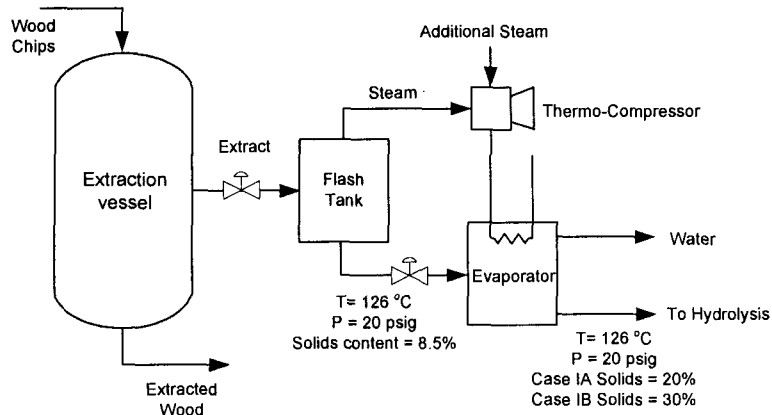 Wood
Chips
Additional Steam
Steam
Thermo-Compressor
Extract
Extraction
vessel
Flash
Tank
Evaporator
Water
To Hydrolysis
T= 126 °C
P = 20 psig
Solids content = 8.5%
T= 126 °C
P = 20 psig
Case IA Solids = 20%
Case IB Solids = 30%
Extracted
Wood